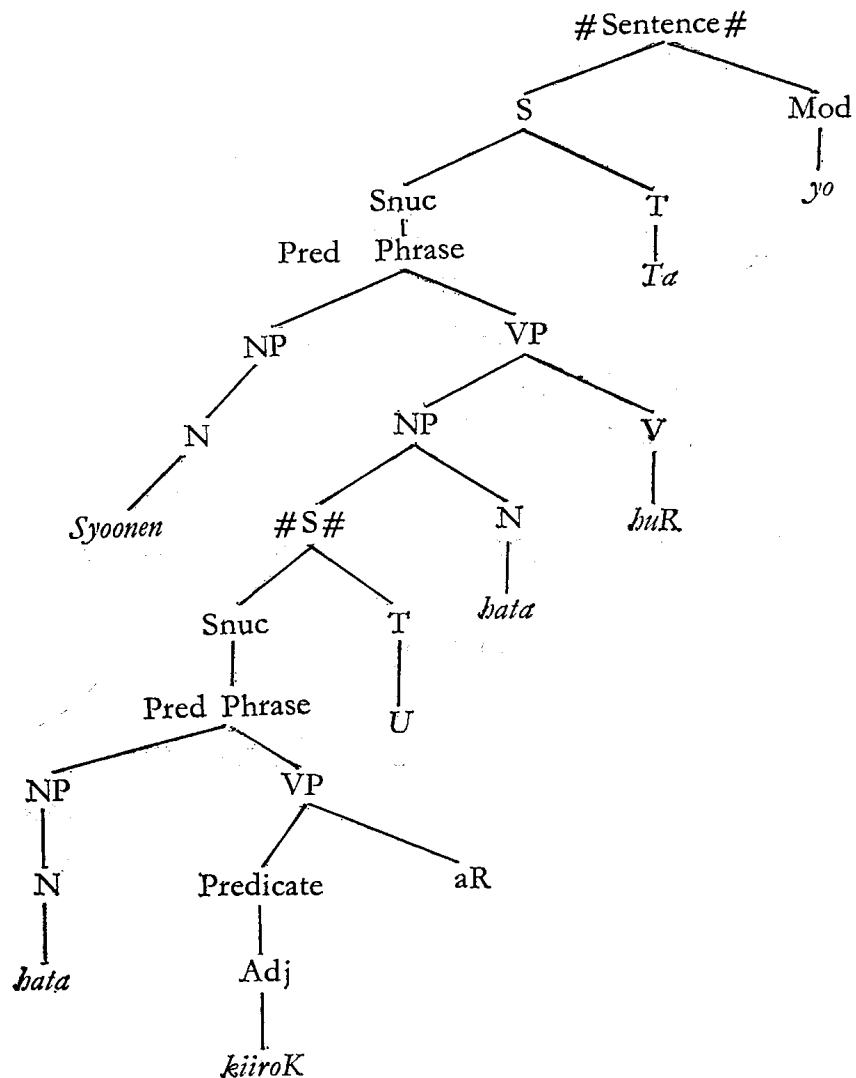 #Sentence#
S Mod
yo
Snuc T
Pred Phrase Ta
NP VP
N NP V
Syoonen #S# N huR
hata
Snuc T
Pred Phrase U
NP VP
N Predicate aR
hata Adj
kiiroK